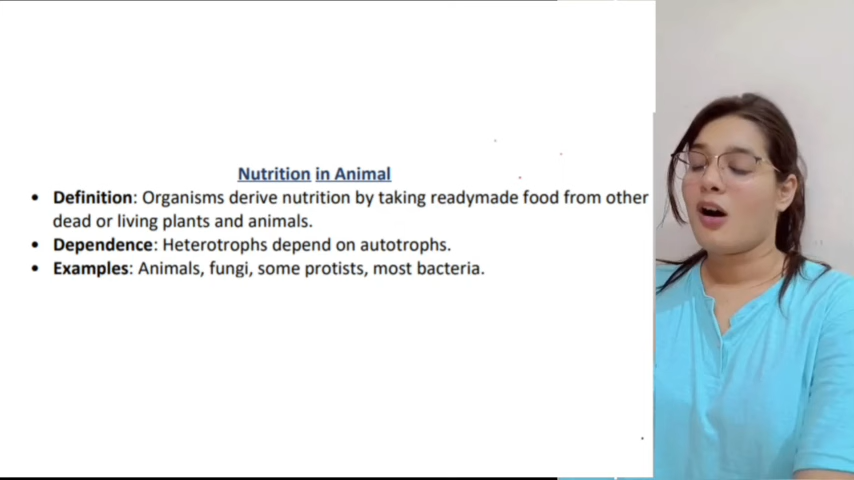 Nutrition in Animal
• Definition: Organisms derive nutrition by taking readymade food from other
dead or living plants and animals.
• Dependence: Heterotrophs depend on autotrophs.
• Examples: Animals, fungi, some protists, most bacteria.